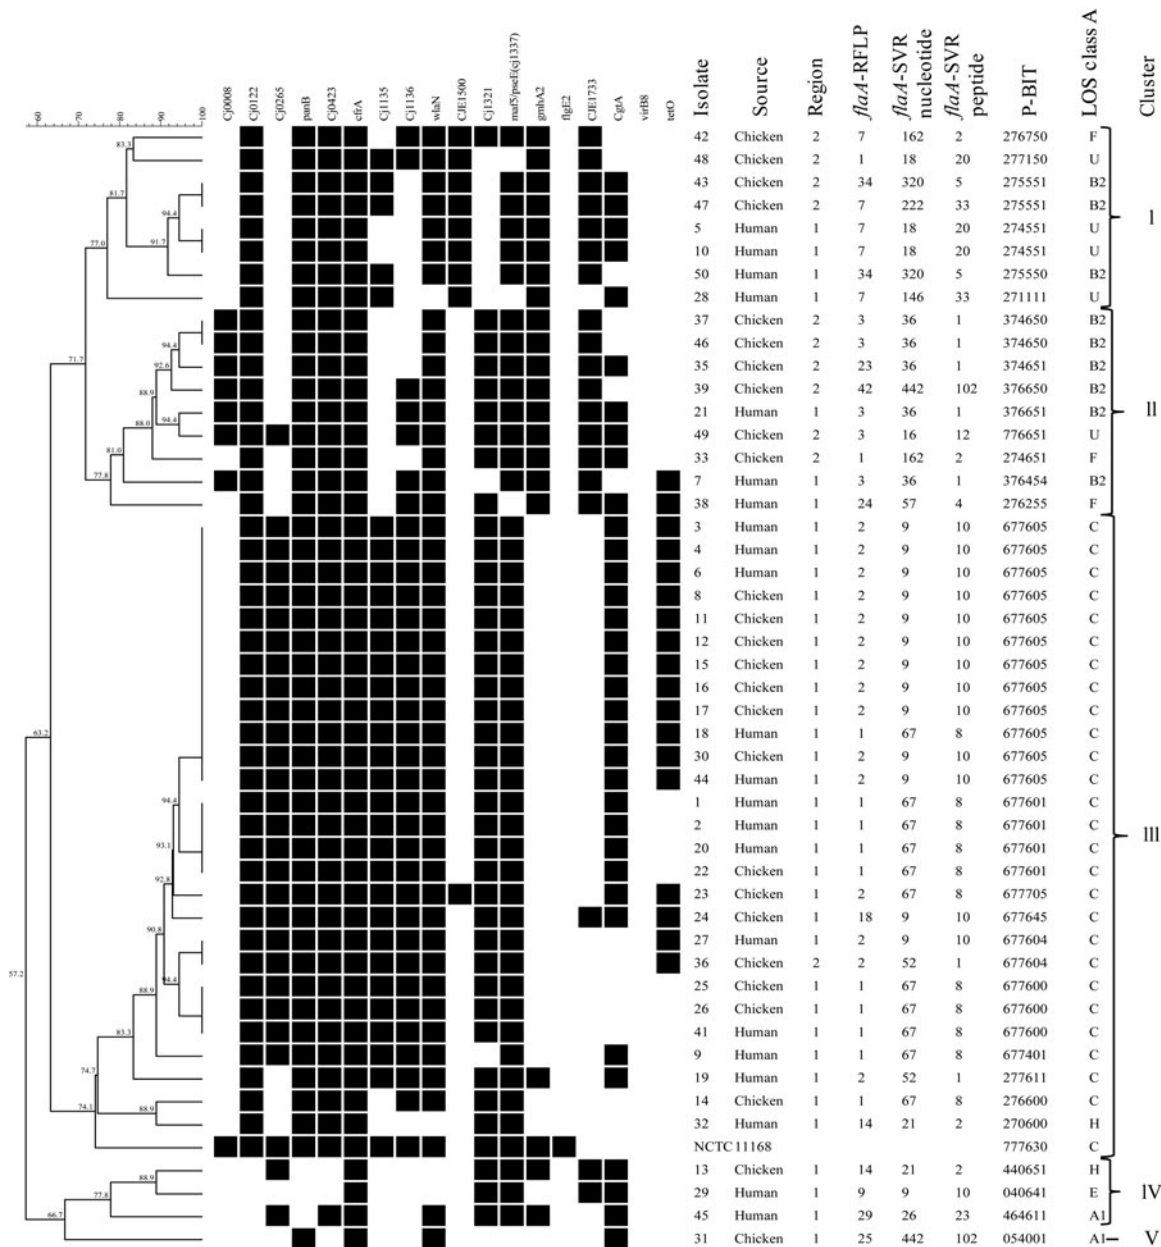 60 70 80 90 100 Cj0008 Cj0122 Cj0265 panB Cj0423 cfrA Cj1135 Cj1136 wlaN CJE1500 Cj1321 maf5/pseE(cj1337) gmhA2 flgE2 CJE1733 CgtA virB8 tetO Isolate Source Region flaA-RFLP flaA-SVR nucleotide flaA-SVR peptide P-BIT LOS class A Cluster
42 Chicken 2 7 162 2 276750 F
48 Chicken 2 1 18 20 277150 U
43 Chicken 2 34 320 5 275551 B2
47 Chicken 2 7 222 33 275551 B2
5 Human 1 7 18 20 274551 U
10 Human 1 7 18 20 274551 U
50 Human 1 34 320 5 275550 B2
28 Human 1 7 146 33 271111 U
37 Chicken 2 3 36 1 374650 B2
46 Chicken 2 3 36 1 374650 B2
35 Chicken 2 23 36 1 374651 B2
39 Chicken 2 42 442 102 376650 B2
21 Human 1 3 36 1 376651 B2
49 Chicken 2 3 16 12 776651 U
33 Chicken 2 1 162 2 274651 F
7 Human 1 3 36 1 376454 B2
38 Human 1 24 57 4 276255 F
3 Human 1 2 9 10 677605 C
4 Human 1 2 9 10 677605 C
6 Human 1 2 9 10 677605 C
8 Chicken 1 2 9 10 677605 C
11 Chicken 1 2 9 10 677605 C
12 Chicken 1 2 9 10 677605 C
15 Chicken 1 2 9 10 677605 C
16 Chicken 1 2 9 10 677605 C
17 Chicken 1 2 9 10 677605 C
18 Human 1 1 67 8 677605 C
30 Chicken 1 2 9 10 677605 C
44 Human 1 2 9 10 677605 C
1 Human 1 1 67 8 677601 C
2 Human 1 1 67 8 677601 C
20 Human 1 1 67 8 677601 C
22 Chicken 1 1 67 8 677601 C
23 Chicken 1 2 67 8 677705 C
24 Chicken 1 18 9 10 677645 C
27 Human 1 2 9 10 677604 C
36 Chicken 2 2 52 1 677604 C
25 Chicken 1 1 67 8 677600 C
26 Chicken 1 1 67 8 677600 C
41 Human 1 1 67 8 677600 C
9 Human 1 1 67 8 677401 C
19 Human 1 2 52 1 277611 C
14 Chicken 1 1 67 8 276600 C
32 Human 1 14 21 2 270600 H
NCTC11168 777630 C
13 Chicken 1 14 21 2 440651 H
29 Human 1 9 9 10 040641 E
45 Human 1 29 26 23 464611 A1
31 Chicken 1 25 442 102 054001 A1
I
II
III
IV
V
83.3
81.7
94.4
77.0
91.7
71.7
94.4
92.6
88.9
88.0
94.4
81.0
77.8
63.2
94.4
93.1
92.8
90.8
57.2
94.4
88.9
83.3
74.7
74.1
88.9
88.9
77.8
66.7